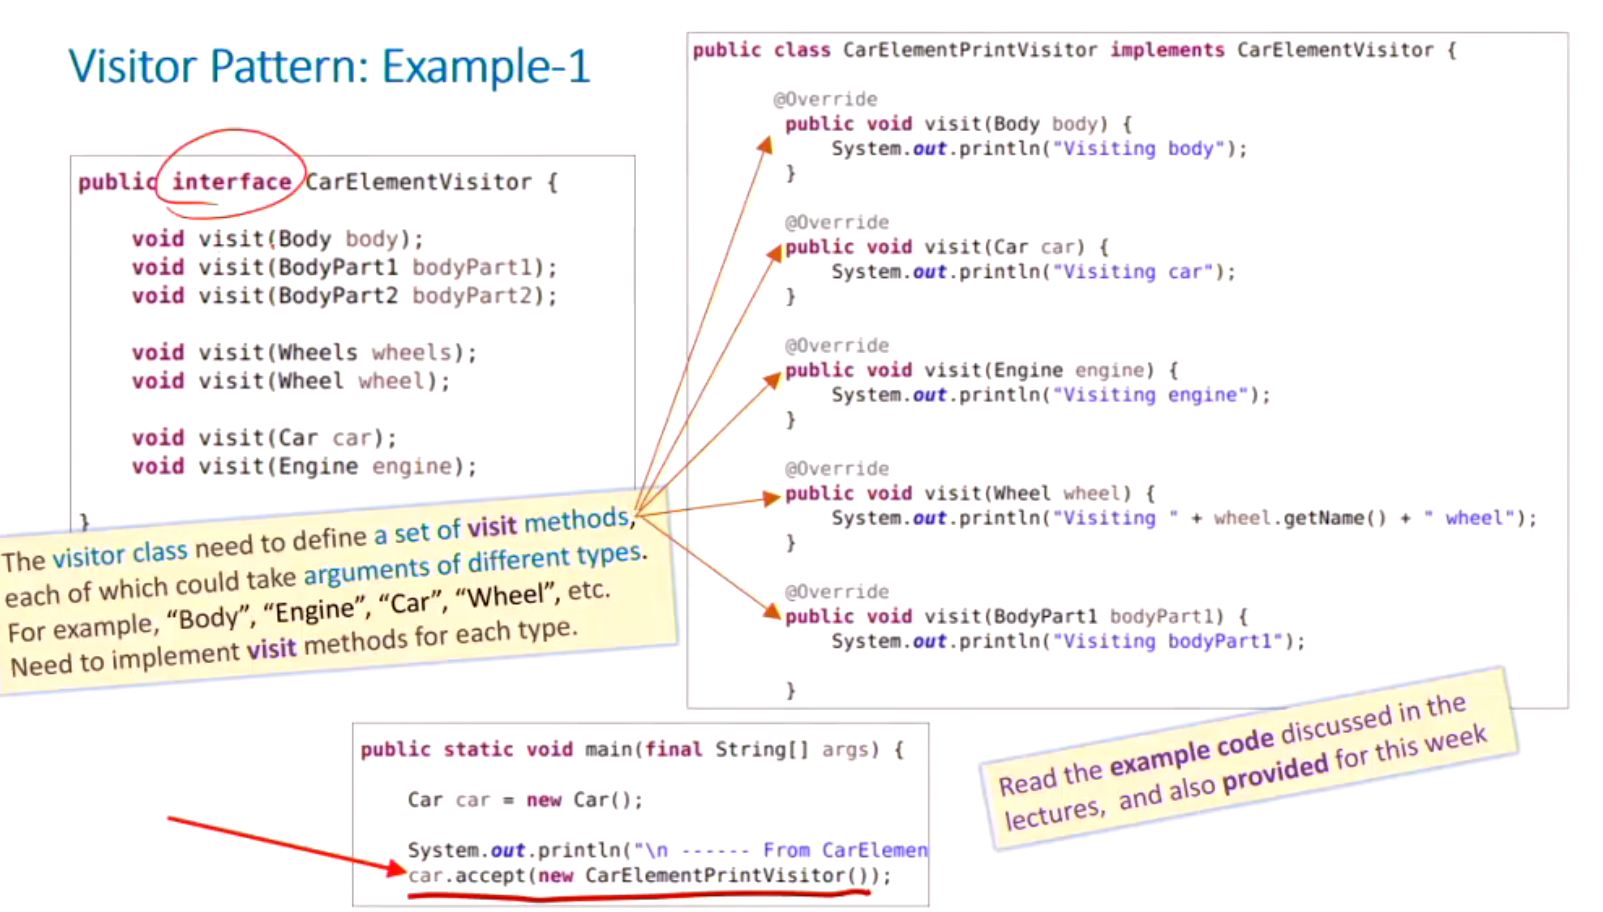 Visitor Pattern: Example-1
public interface CarElementVisitor {
void visit(Body body);
void visit(BodyPart1 bodyPart1);
void visit(BodyPart2 bodyPart2);
void visit(Wheels wheels);
void visit(Wheel wheel);
void visit(Car car);
void visit(Engine engine);
}
The visitor class need to define a set of visit methods,
each of which could take arguments of different types.
For example, “Body”, “Engine”, “Car”, “Wheel”, etc.
Need to implement visit methods for each type.
public class CarElementPrintVisitor implements CarElementVisitor {
@Override
public void visit(Body body) {
System.out.println("Visiting body");
}
@Override
public void visit(Car car) {
System.out.println("Visiting car");
}
@Override
public void visit(Engine engine) {
System.out.println("Visiting engine");
}
@Override
public void visit(Wheel wheel) {
System.out.println("Visiting " + wheel.getName() + " wheel");
}
@Override
public void visit(BodyPart1 bodyPart1) {
System.out.println("Visiting bodyPart1");
}
public static void main(final String[] args) {
Car car = new Car();
System.out.println("\n ------ From CarElemen
car.accept(new CarElementPrintVisitor());
Read the example code discussed in the
lectures, and also provided for this week